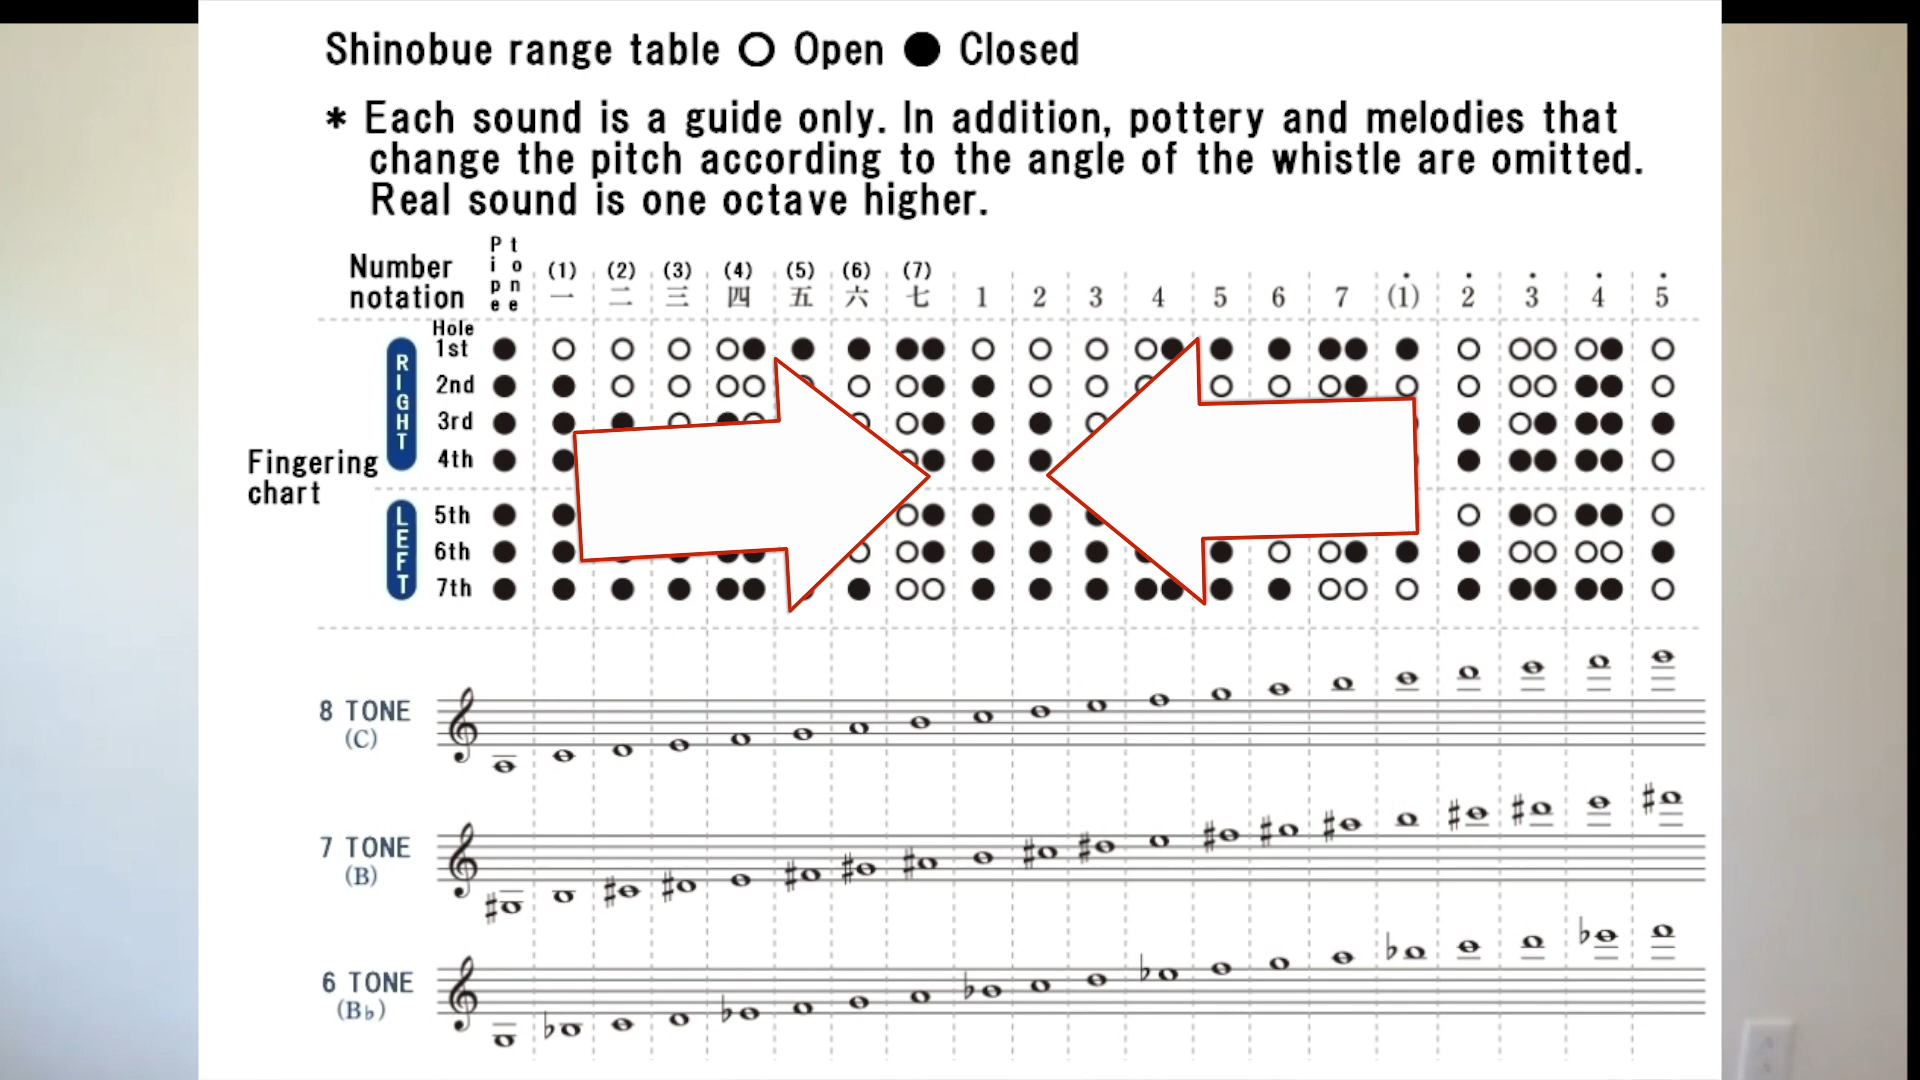 Shinobue range table ○ Open ● Closed
* Each sound is a guide only. In addition, pottery and melodies that
change the pitch according to the angle of the whistle are omitted.
Real sound is one octave higher.
Number notation
Pipe tone
(1) (2) (3) (4) (5) (6) (7)
一 二 三 四 五 六 七 1 2 3 4 5 6 7 (1) 2 3 4 5
Hole
RIGHT
1st
2nd
3rd
4th
Fingering
chart
LEFT
5th
6th
7th
8 TONE
(C)
7 TONE
(B)
6 TONE
(B♭)